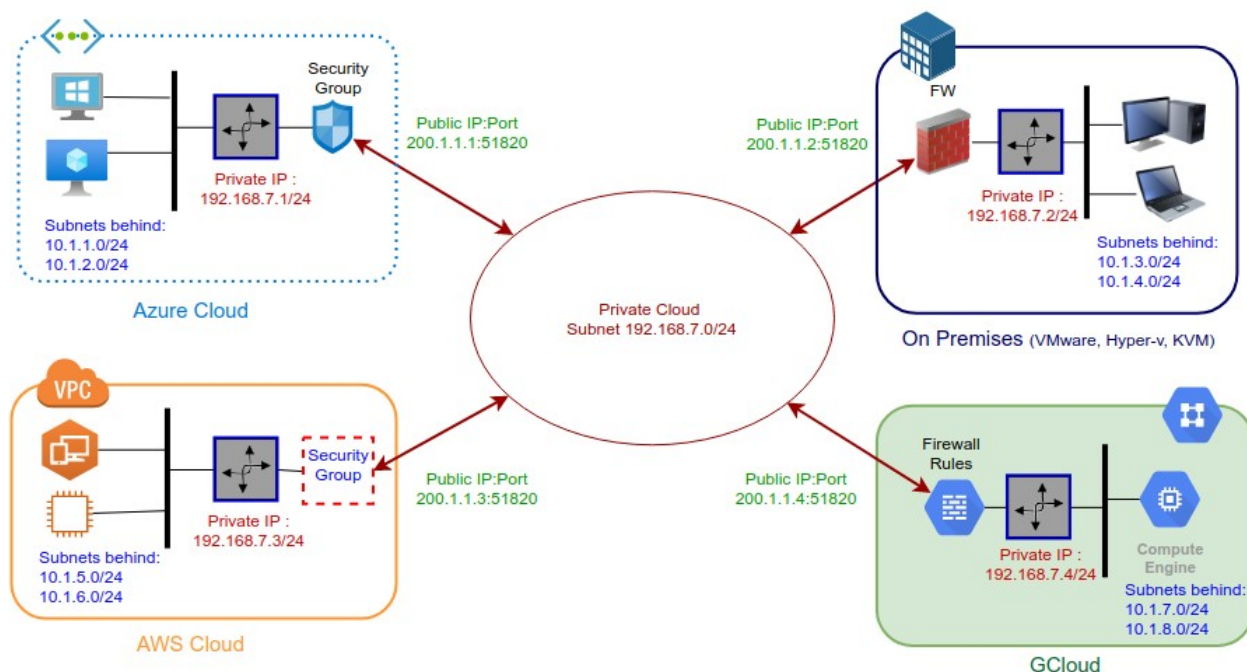 Security
Group
Public IP:Port
200.1.1.1:51820
Private IP :
192.168.7.1/24
Subnets behind:
10.1.1.0/24
10.1.2.0/24
Azure Cloud
FW
Public IP:Port
200.1.1.2:51820
Private IP :
192.168.7.2/24
Subnets behind:
10.1.3.0/24
10.1.4.0/24
On Premises (VMware, Hyper-v, KVM)
Private Cloud
Subnet 192.168.7.0/24
VPC
Security
Group
Public IP:Port
200.1.1.3:51820
Private IP :
192.168.7.3/24
Subnets behind:
10.1.5.0/24
10.1.6.0/24
AWS Cloud
Public IP:Port
200.1.1.4:51820
Firewall
Rules
Private IP :
192.168.7.4/24
Compute
Engine
Subnets behind:
10.1.7.0/24
10.1.8.0/24
GCloud